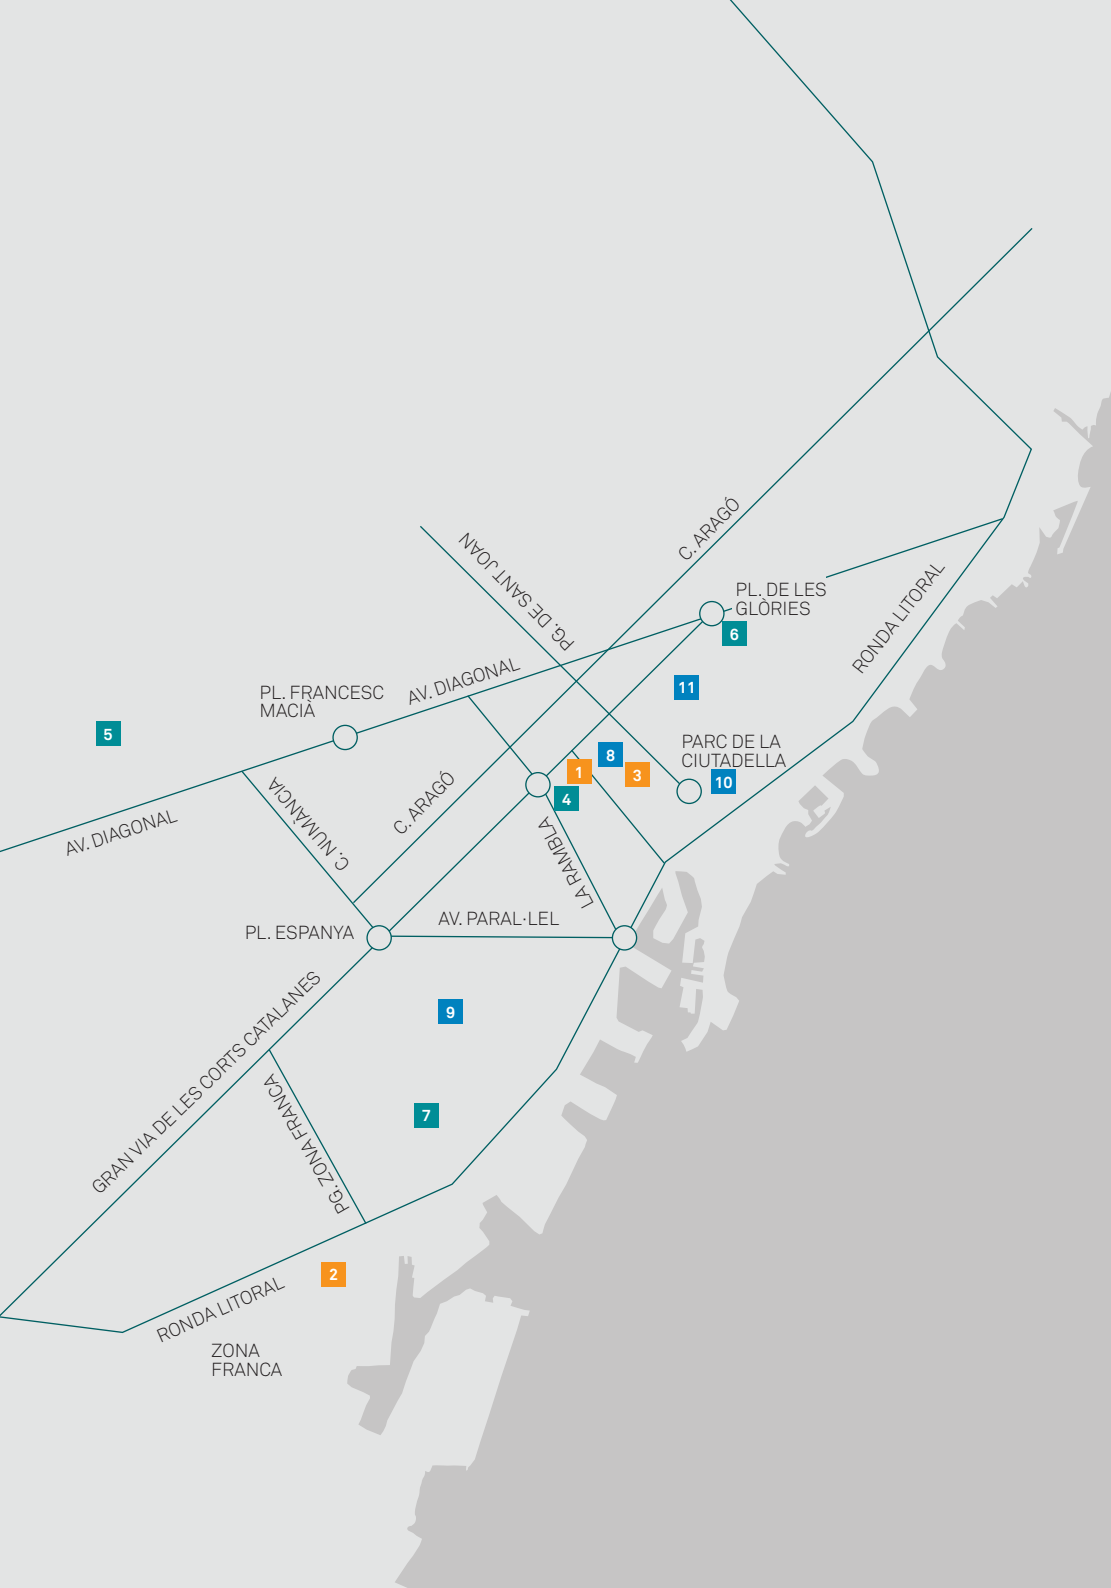 C. ARAGÓ
PG. DE SANT JOAN
PL. DE LES
GLÒRIES
RONDA LITORAL
6
AV. DIAGONAL
PL. FRANCESC
MACIÀ
11
5
PARC DE LA
CIUTADELLA
8
1
3
10
4
C. NUMÀNCIA
C. ARAGÓ
AV. DIAGONAL
LA RAMBLA
AV. PARAL·LEL
PL. ESPANYA
9
GRAN VIA DE LES CORTS CATALANES
7
PG. ZONA FRANCA
2
RONDA LITORAL
ZONA
FRANCA